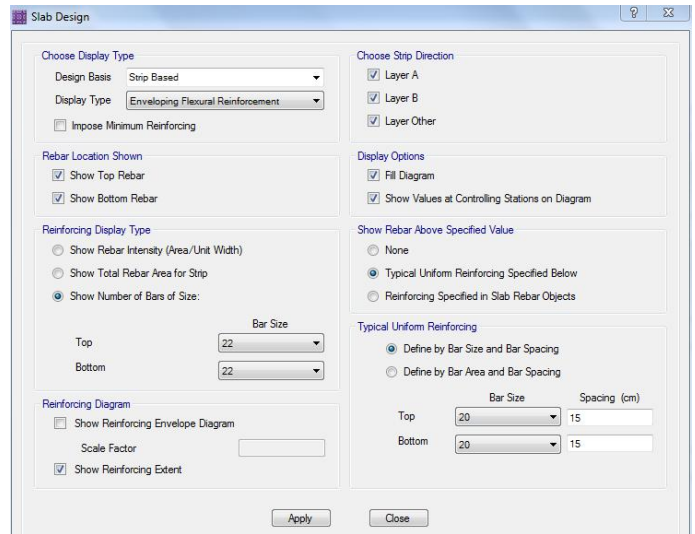 Slab Design
Choose Display Type
Design Basis Strip Based
Display Type Enveloping Flexural Reinforcement
Impose Minimum Reinforcing
Rebar Location Shown
Show Top Rebar
Show Bottom Rebar
Reinforcing Display Type
Show Rebar Intensity (Area/Unit Width)
Show Total Rebar Area for Strip
Show Number of Bars of Size:
Bar Size
Top 22
Bottom 22
Reinforcing Diagram
Show Reinforcing Envelope Diagram
Scale Factor
Show Reinforcing Extent
Choose Strip Direction
Layer A
Layer B
Layer Other
Display Options
Fill Diagram
Show Values at Controlling Stations on Diagram
Show Rebar Above Specified Value
None
Typical Uniform Reinforcing Specified Below
Reinforcing Specified in Slab Rebar Objects
Typical Uniform Reinforcing
Define by Bar Size and Bar Spacing
Define by Bar Area and Bar Spacing
Bar Size Spacing (cm)
Top 20 15
Bottom 20 15
Apply Close